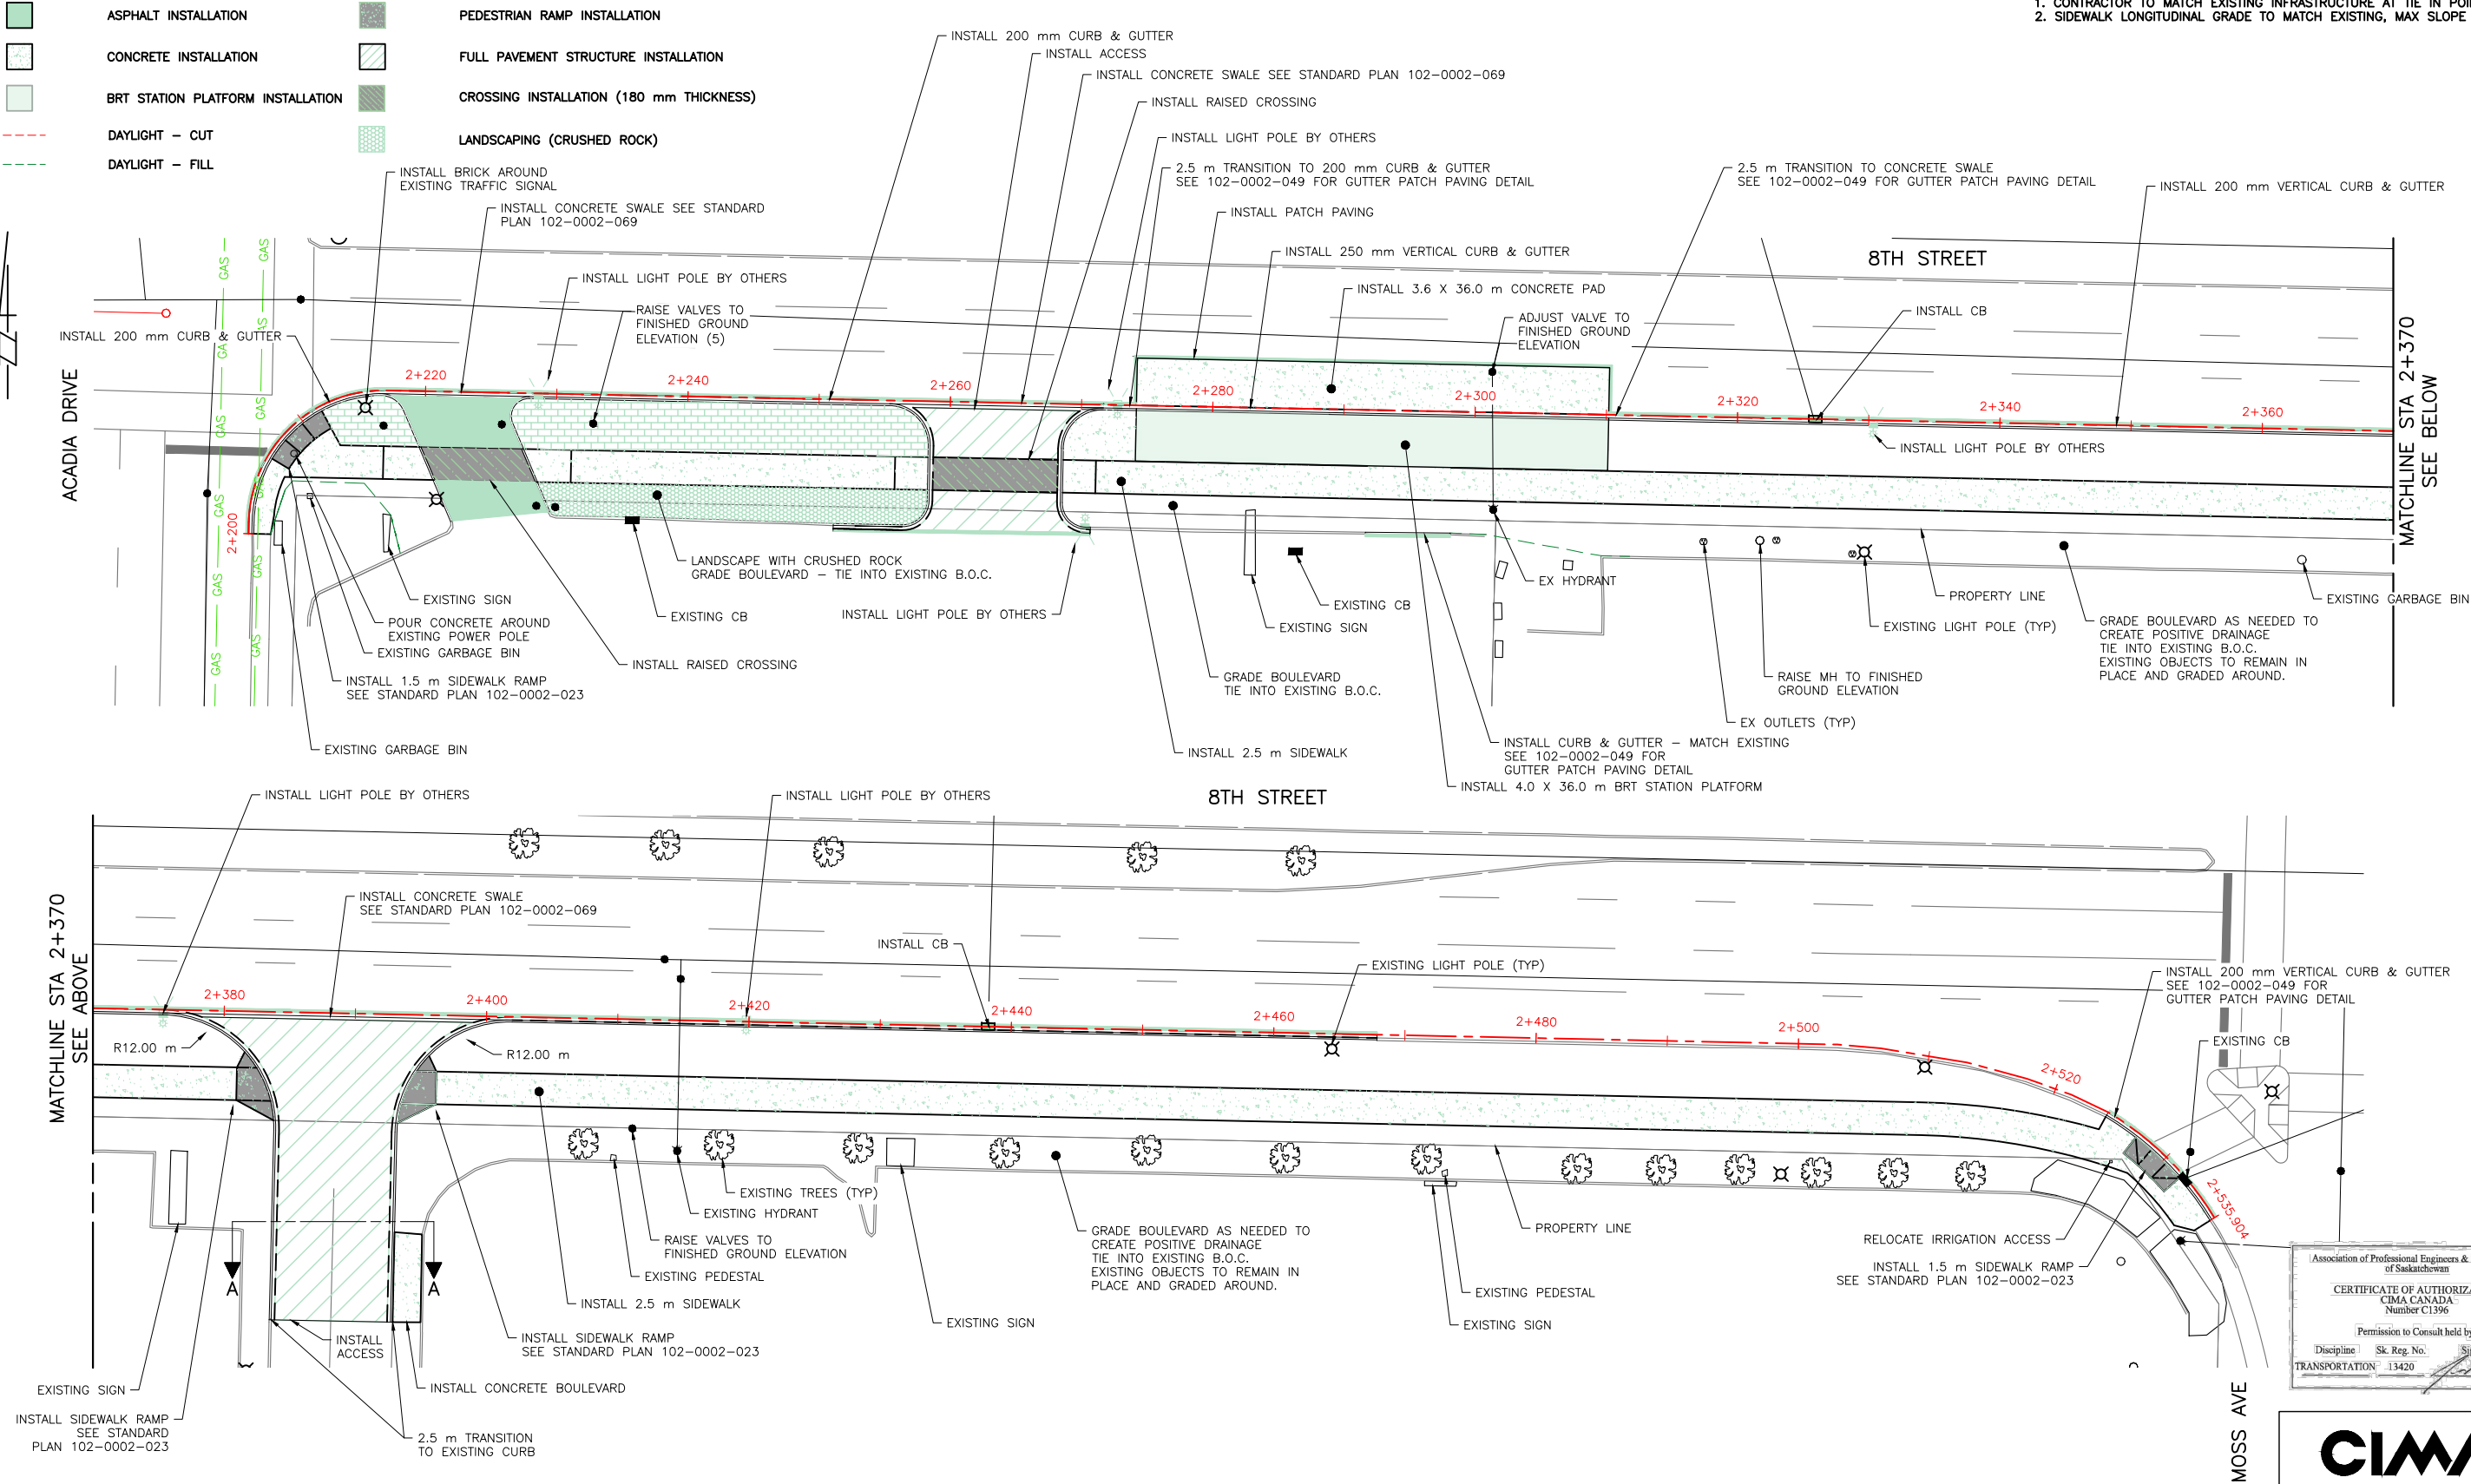 ASPHALT INSTALLATION
PEDESTRIAN RAMP INSTALLATION
CONCRETE INSTALLATION
FULL PAVEMENT STRUCTURE INSTALLATION
BRT STATION PLATFORM INSTALLATION
CROSSING INSTALLATION (180 mm THICKNESS)
DAYLIGHT - CUT
LANDSCAPING (CRUSHED ROCK)
DAYLIGHT - FILL
1. CONTRACTOR TO MATCH EXISTING INFRASTRUCTURE AT TIE IN
2. SIDEWALK LONGITUDINAL GRADE TO MATCH EXISTING, MAX SLOPE
INSTALL 200 mm CURB & GUTTER
INSTALL ACCESS
INSTALL CONCRETE SWALE SEE STANDARD PLAN 102-0002-069
INSTALL RAISED CROSSING
INSTALL LIGHT POLE BY OTHERS
2.5 m TRANSITION TO 200 mm CURB & GUTTER
SEE 102-0002-049 FOR GUTTER PATCH PAVING DETAIL
2.5 m TRANSITION TO CONCRETE SWALE
SEE 102-0002-049 FOR GUTTER PATCH PAVING DETAIL
INSTALL 200 mm VERTICAL CURB & GUTTER
INSTALL BRICK AROUND
EXISTING TRAFFIC SIGNAL
INSTALL CONCRETE SWALE SEE STANDARD
PLAN 102-0002-069
INSTALL PATCH PAVING
INSTALL 250 mm VERTICAL CURB & GUTTER
8TH STREET
INSTALL LIGHT POLE BY OTHERS
INSTALL 3.6 X 36.0 m CONCRETE PAD
RAISE VALVES TO
FINISHED GROUND
ELEVATION (5)
ADJUST VALVE TO
FINISHED GROUND
ELEVATION
INSTALL CB
INSTALL 200 mm CURB & GUTTER
GAS
GAS
GAS
GAS
GAS
GAS
GAS
GAS
GAS
GAS
GAS
GAS
ACADIA DRIVE
2+200
2+220
2+240
2+260
2+280
2+300
2+320
2+340
2+360
MATCHLINE STA 2+370
SEE BELOW
INSTALL LIGHT POLE BY OTHERS
LANDSCAPE WITH CRUSHED ROCK
GRADE BOULEVARD - TIE INTO EXISTING B.O.C.
EX HYDRANT
EXISTING SIGN
EXISTING CB
INSTALL LIGHT POLE BY OTHERS
EXISTING CB
EXISTING SIGN
PROPERTY LINE
EXISTING GARBAGE BIN
POUR CONCRETE AROUND
EXISTING POWER POLE
EXISTING GARBAGE BIN
EXISTING LIGHT POLE (TYP)
GRADE BOULEVARD AS NEEDED TO
CREATE POSITIVE DRAINAGE
TIE INTO EXISTING B.O.C.
EXISTING OBJECTS TO REMAIN IN
PLACE AND GRADED AROUND.
INSTALL RAISED CROSSING
INSTALL 1.5 m SIDEWALK RAMP
SEE STANDARD PLAN 102-0002-023
GRADE BOULEVARD
TIE INTO EXISTING B.O.C.
RAISE MH TO FINISHED
GROUND ELEVATION
EX OUTLETS (TYP)
EXISTING GARBAGE BIN
INSTALL 2.5 m SIDEWALK
INSTALL CURB & GUTTER - MATCH EXISTING
SEE 102-0002-049 FOR
GUTTER PATCH PAVING DETAIL
INSTALL 4.0 X 36.0 m BRT STATION PLATFORM
INSTALL LIGHT POLE BY OTHERS
INSTALL LIGHT POLE BY OTHERS
8TH STREET
INSTALL CONCRETE SWALE
SEE STANDARD PLAN 102-0002-069
INSTALL CB
EXISTING LIGHT POLE (TYP)
INSTALL 200 mm VERTICAL CURB & GUTTER
SEE 102-0002-049 FOR
GUTTER PATCH PAVING DETAIL
MATCHLINE STA 2+370
SEE ABOVE
2+380
2+400
2+420
2+440
2+460
2+480
2+500
2+520
2+535.904
R12.00 m
R12.00 m
EXISTING CB
EXISTING TREES (TYP)
EXISTING HYDRANT
RAISE VALVES TO
FINISHED GROUND ELEVATION
EXISTING PEDESTAL
INSTALL 2.5 m SIDEWALK
GRADE BOULEVARD AS NEEDED TO
CREATE POSITIVE DRAINAGE
TIE INTO EXISTING B.O.C.
EXISTING OBJECTS TO REMAIN IN
PLACE AND GRADED AROUND.
PROPERTY LINE
RELOCATE IRRIGATION ACCESS
INSTALL 1.5 m SIDEWALK RAMP
SEE STANDARD PLAN 102-0002-023
EXISTING PEDESTAL
EXISTING SIGN
EXISTING SIGN
A
A
INSTALL
ACCESS
INSTALL SIDEWALK RAMP
SEE STANDARD PLAN 102-0002-023
INSTALL CONCRETE BOULEVARD
EXISTING SIGN
INSTALL SIDEWALK RAMP
SEE STANDARD
PLAN 102-0002-023
2.5 m TRANSITION
TO EXISTING CURB
Association of Professional Engineers &
of Saskatchewan
CERTIFICATE OF
CIMA CANADA
Number C1396
Permission to Consult held by
Discipline Sk. Reg. No.
TRANSPORTATION 13420
MOSS AVE
CIMA